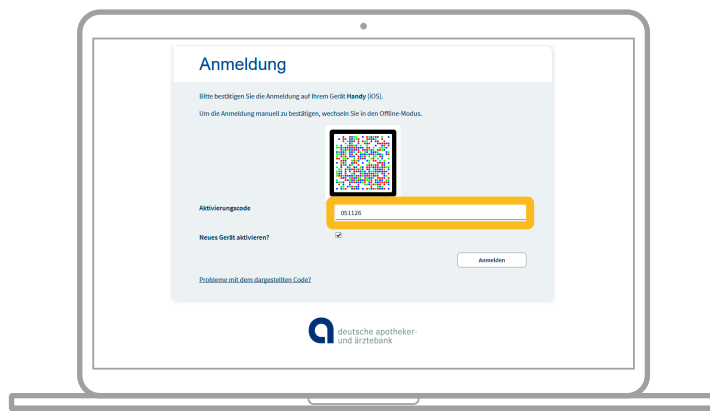 Anmeldung
Bitte bestätigen Sie die Anmeldung auf Ihrem Gerät Handy (iOS).
Um die Anmeldung manuell zu bestätigen, wechseln Sie in den Offline-Modus.
Aktivierungscode
051126
Neues Gerät aktivieren?
Anmelden
Probleme mit dem dargestellten Code?
deutsche apotheker-
und ärztebank